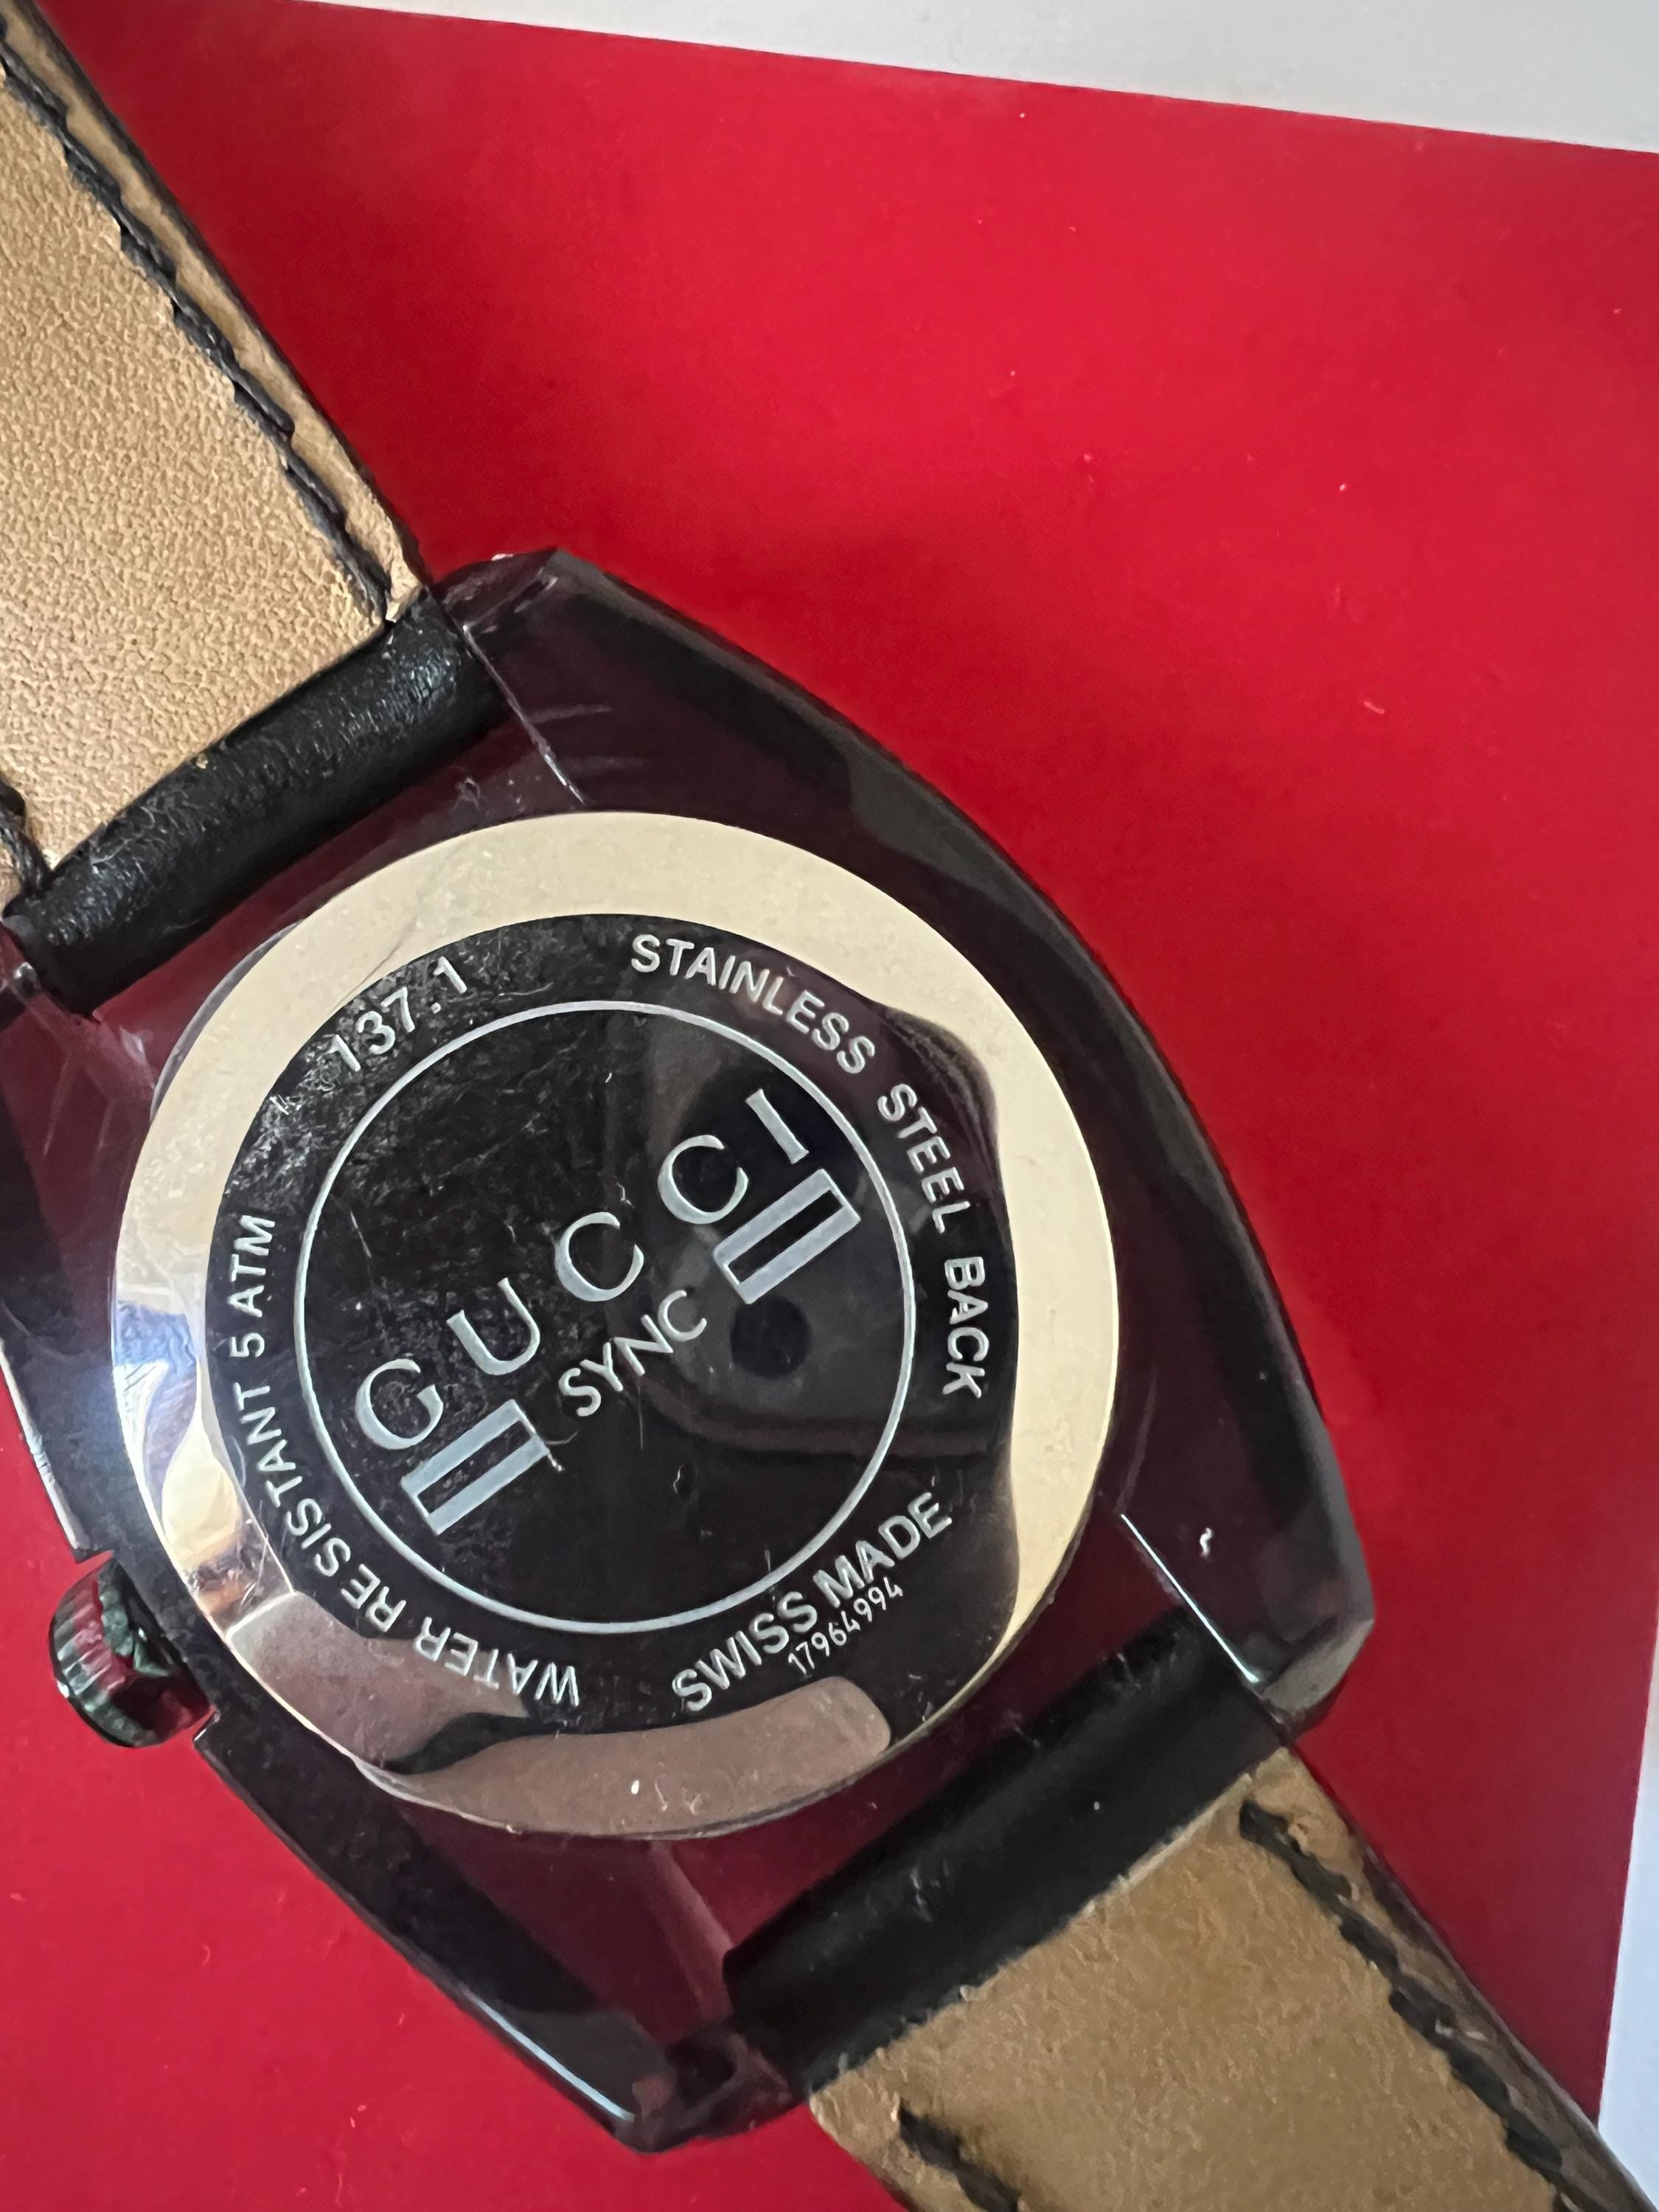 137.1
STAINLESS STEEL BACK
GUCCI
SYNC
SWISS MADE
17964994
WATER RESISTANT 5 ATM